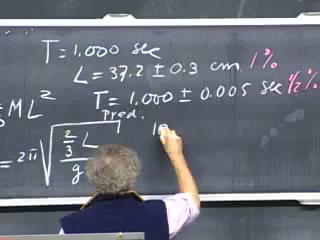 T = 1.000 sec
L = 37.2 ± 0.3 cm 1%
ML²
T = 1.000 ± 0.005 sec ½%
pred.
= 2π √(⅔ L / g)
10